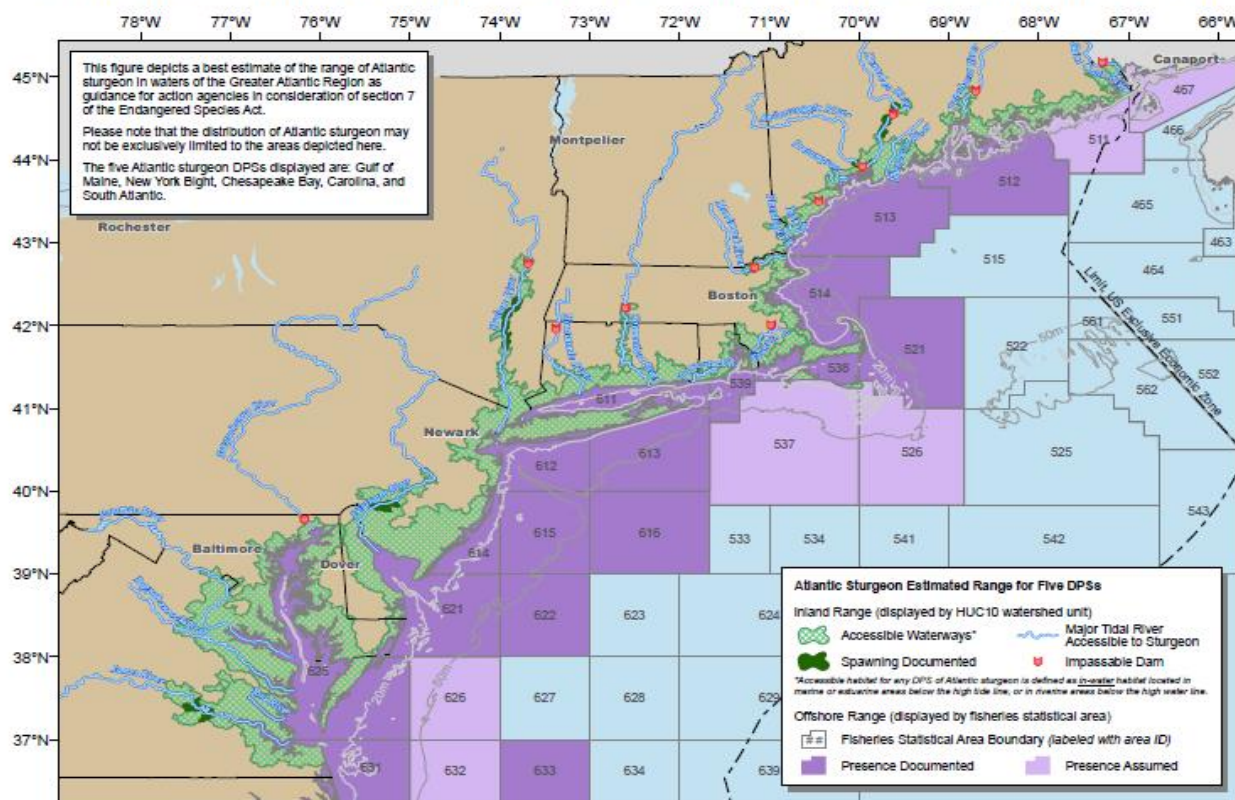 78°W 77°W 76°W 75°W 74°W 73°W 72°W 71°W 70°W 69°W 68°W 67°W 66°W
This figure depicts a best estimate of the range of Atlantic
sturgeon in waters of the Greater Atlantic Region as
guidance for action agencies in consideration of section 7
of the Endangered Species Act.
Please note that the distribution of Atlantic sturgeon may
not be exclusively limited to the areas depicted here.
The five Atlantic sturgeon DPSs displayed are: Gulf of
Maine, New York Bight, Chesapeake Bay, Carolina, and
South Atlantic.
45°N
Canaport
467
466
511
Montpelier
44°N
512
465
513
Rochester
43°N
463
515
464
Boston
514
42°N
551
561
522
521
50m
552
538
562
20m
Limit, US Exclusive Economic Zone
539
611
41°N
Newark
537
526
525
613
612
40°N
543
615
616
533
534
541
542
Baltimore
614
Dover
39°N
621
622
623
624
38°N
625
20m
50m
626
627
628
629
37°N
631
632
633
634
639
Atlantic Sturgeon Estimated Range for Five DPSs
Inland Range (displayed by HUC10 watershed unit)
Accessible Waterways*
Major Tidal River
Accessible to Sturgeon
Spawning Documented
Impassable Dam
*Accessible habitat for any DPS of Atlantic sturgeon is defined as in-water habitat located in
marine or estuarine areas below the high tide line, or in riverine areas below the high water line.
Offshore Range (displayed by fisheries statistical area)
## Fisheries Statistical Area Boundary (labeled with area ID)
Presence Documented
Presence Assumed